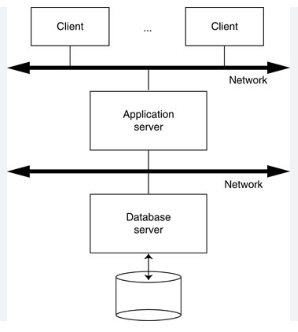 Client
...
Client
Network
Application
server
Network
Database
server